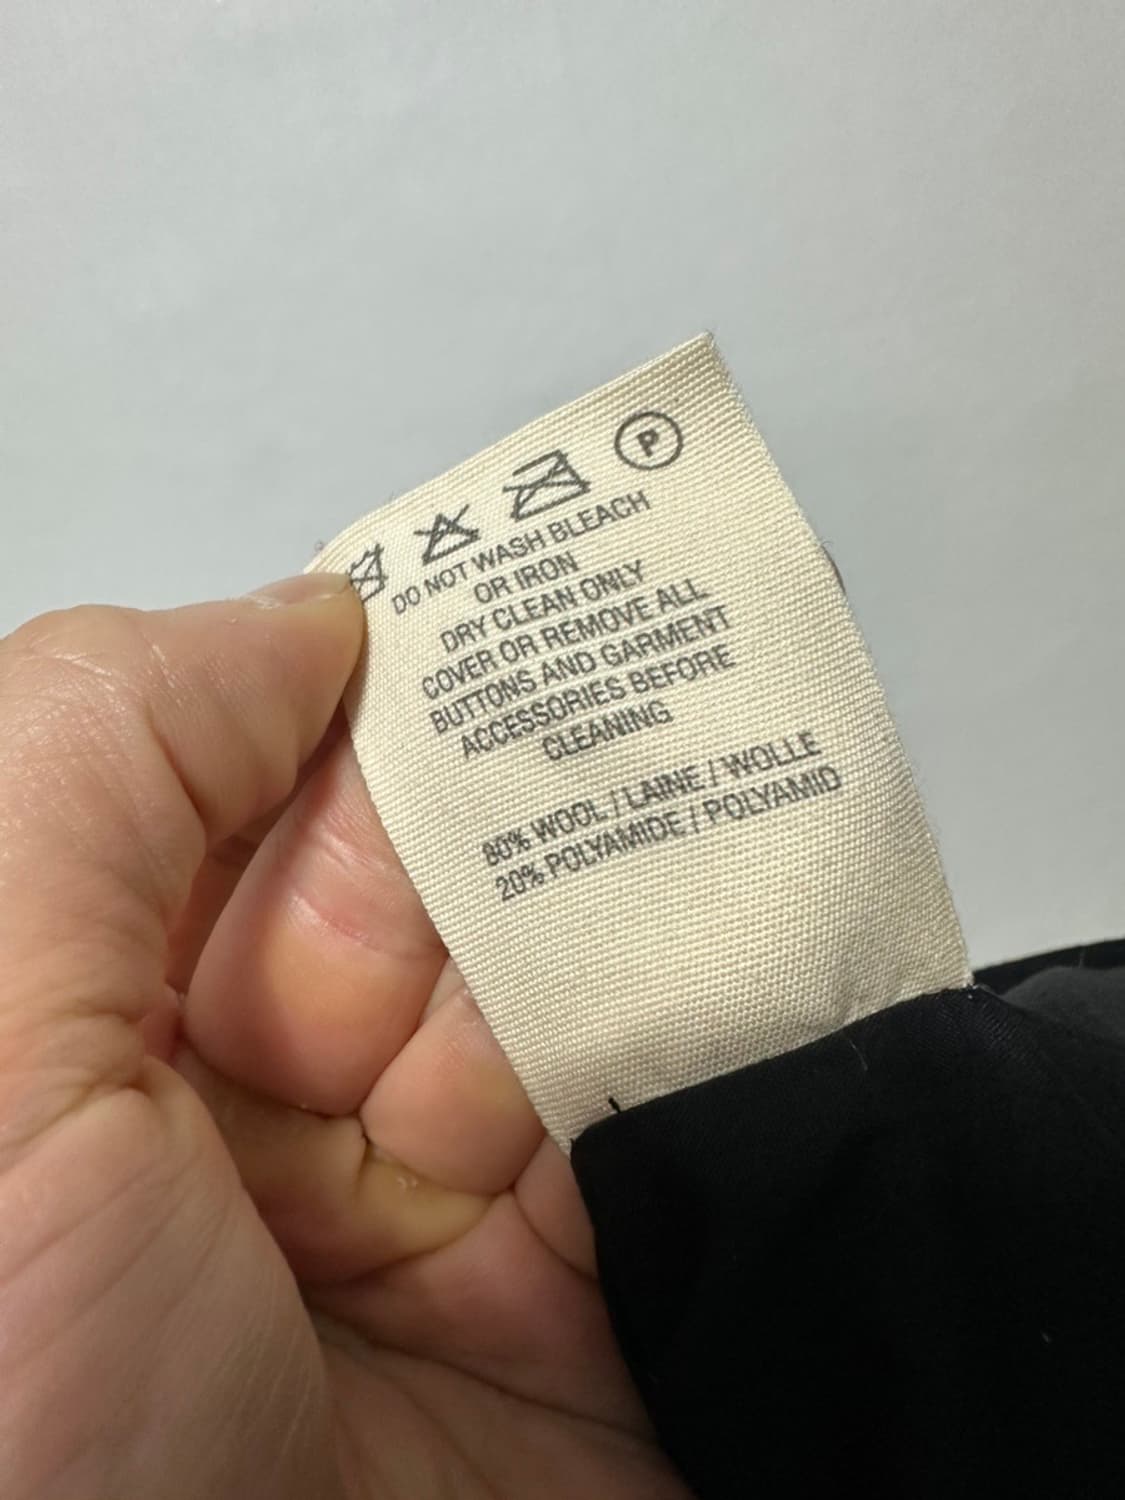 P
DO NOT WASH BLEACH
OR IRON
DRY CLEAN ONLY
COVER OR REMOVE ALL
BUTTONS AND GARMENT
ACCESSORIES BEFORE
CLEANING
80% WOOL / LAINE / WOLLE
20% POLYAMIDE / POLYAMID